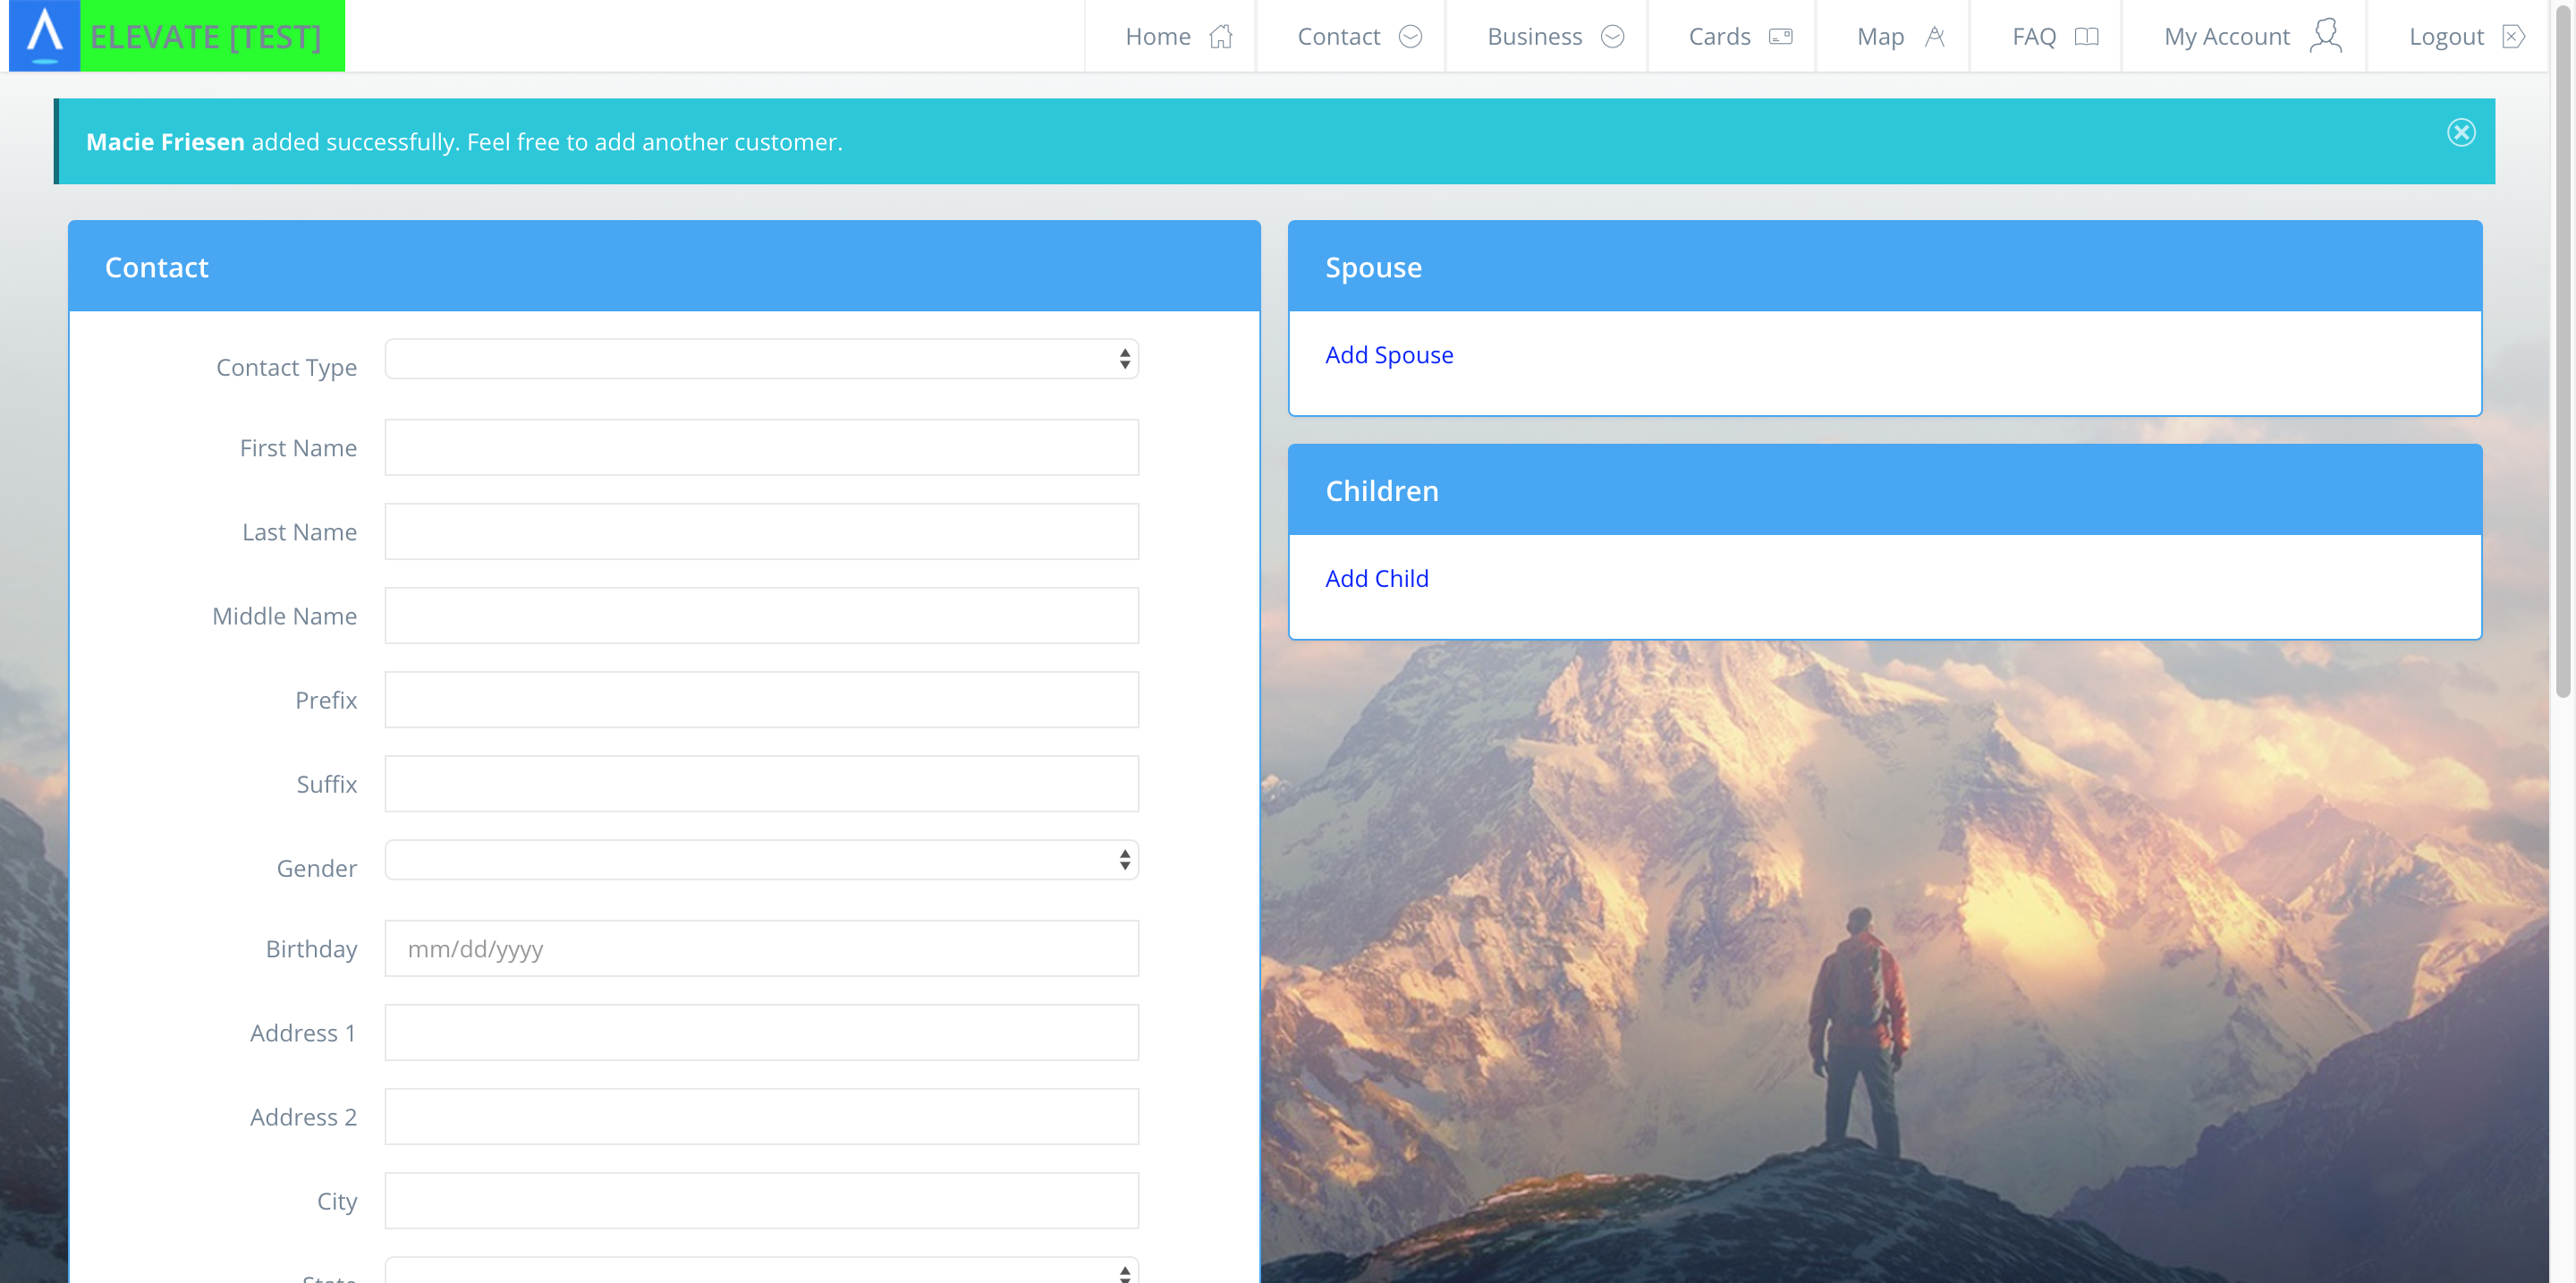 ELEVATE [TEST]
Home
Contact
Business
Cards
Map
FAQ
My Account
Logout
Macie Friesen added successfully. Feel free to add another customer.
Contact
Contact Type
First Name
Last Name
Middle Name
Prefix
Suffix
Gender
Birthday
mm/dd/yyyy
Address 1
Address 2
City
State
Spouse
Add Spouse
Children
Add Child